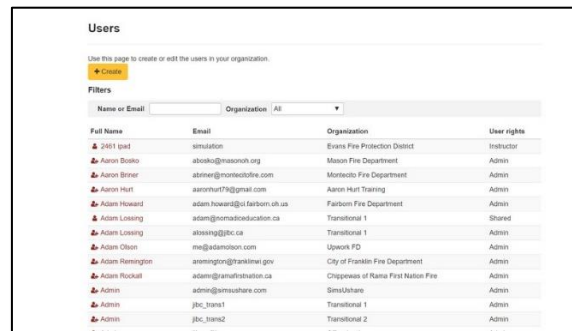 Users
Use this page to create or edit the users in your organization.
+ Create
Filters
Name or Email Organization All
Full Name Email Organization User rights
2461 ipad simulation Evans Fire Protection District Instructor
Aaron Bosko abosko@masonoh.org Mason Fire Department Admin
Aaron Briner abriner@montecitofire.com Montecito Fire Department Admin
Aaron Hurt aaronhurt79@gmail.com Aaron Hurt Training Admin
Adam Howard adam.howard@ci.fairborn.oh.us Fairborn Fire Department Admin
Adam Lossing adam@nomadiceducation.ca Transitional 1 Shared
Adam Lossing alossing@jibc.ca Transitional 1 Admin
Adam Olson me@adamolson.com Upwork FD Admin
Adam Remington aremington@franklinwi.gov City of Franklin Fire Department Admin
Adam Rockall adamr@ramafirstnation.ca Chippewas of Rama First Nation Fire Admin
Admin admin@simsushare.com SimsUshare Admin
Admin jibc_trans1 Transitional 1 Admin
Admin jibc_trans2 Transitional 2 Admin